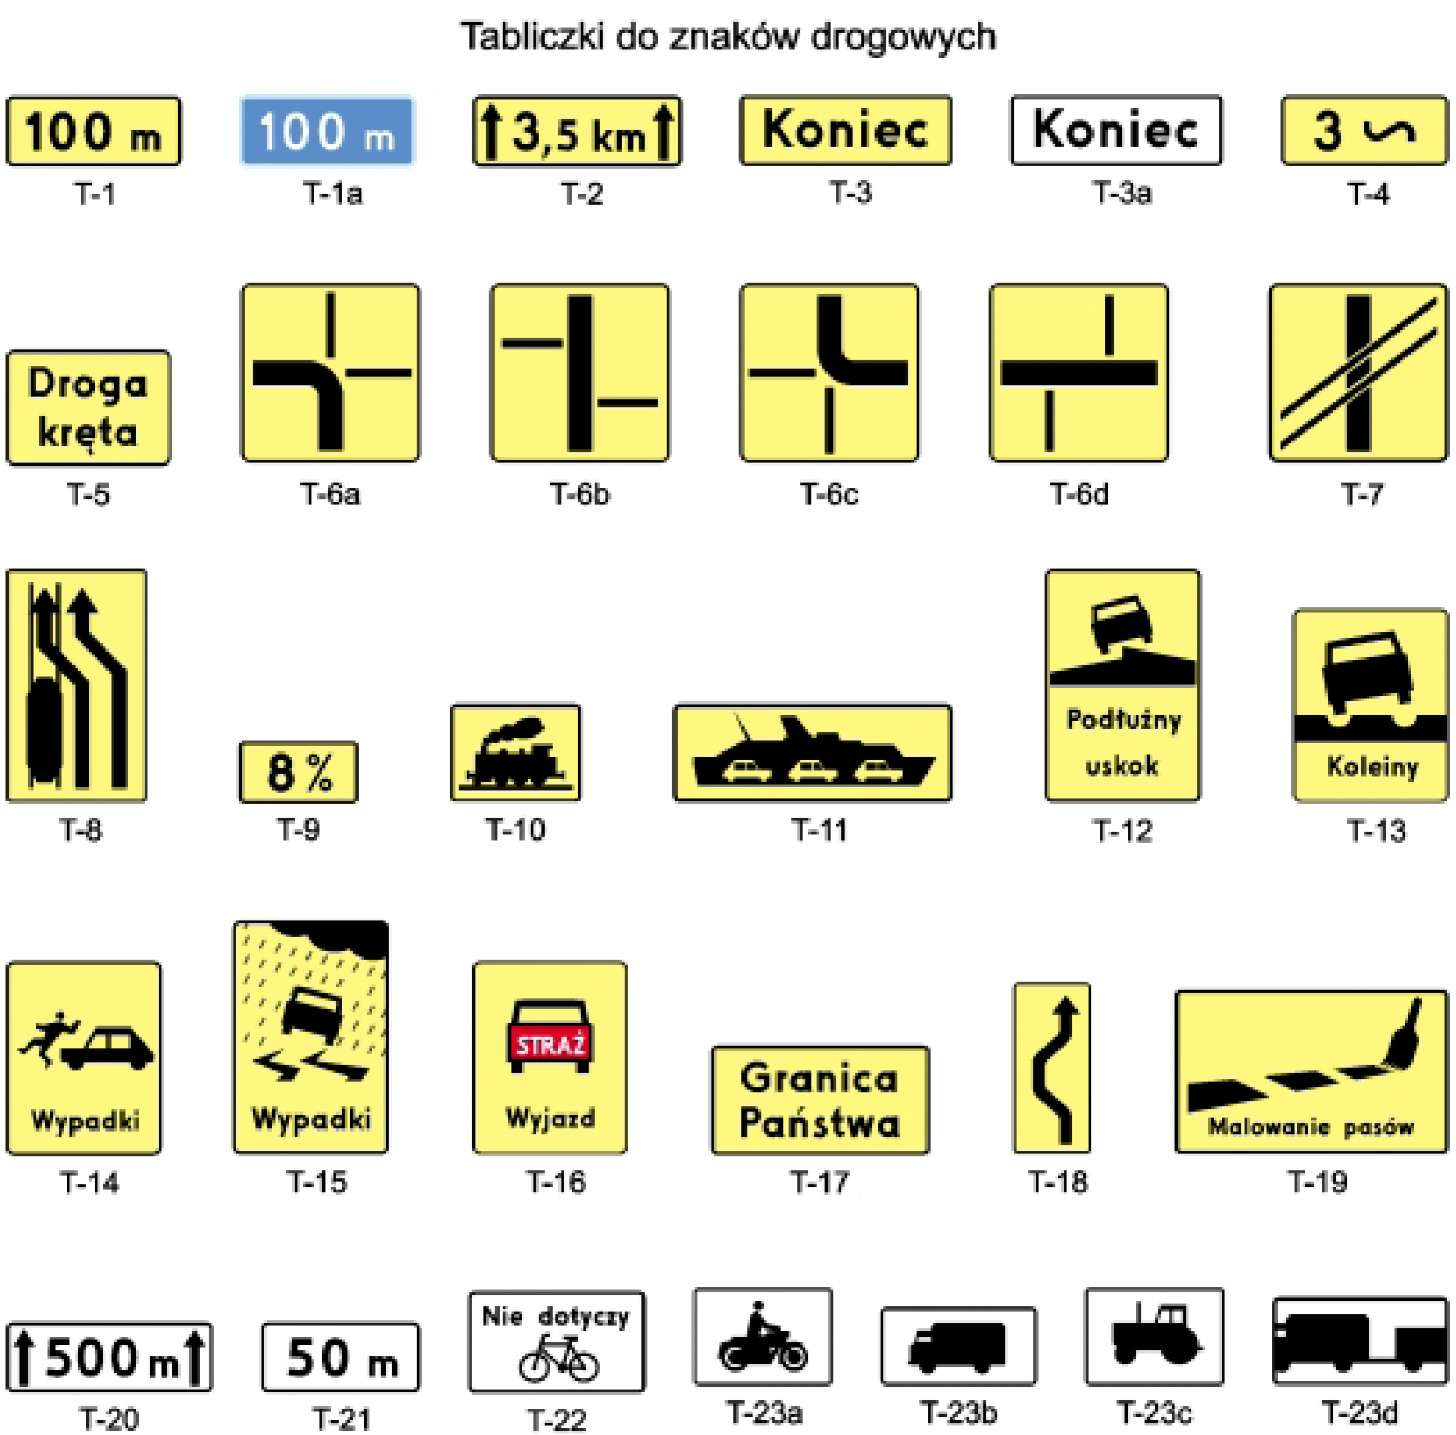 Tabliczki do znaków drogowych
100 m
100 m
3,5 km
Koniec
Koniec
3
T-1
T-1a
T-2
T-3
T-3a
T-4
Droga
kręta
T-5
T-6a
T-6b
T-6c
T-6d
T-7
8 %
Podłużny
uskok
Koleiny
T-8
T-9
T-10
T-11
T-12
T-13
Wypadki
Wypadki
STRAŻ
Wyjazd
Granica
Państwa
Malowanie pasów
T-14
T-15
T-16
T-17
T-18
T-19
500 m
50 m
Nie dotyczy
T-20
T-21
T-22
T-23a
T-23b
T-23c
T-23d